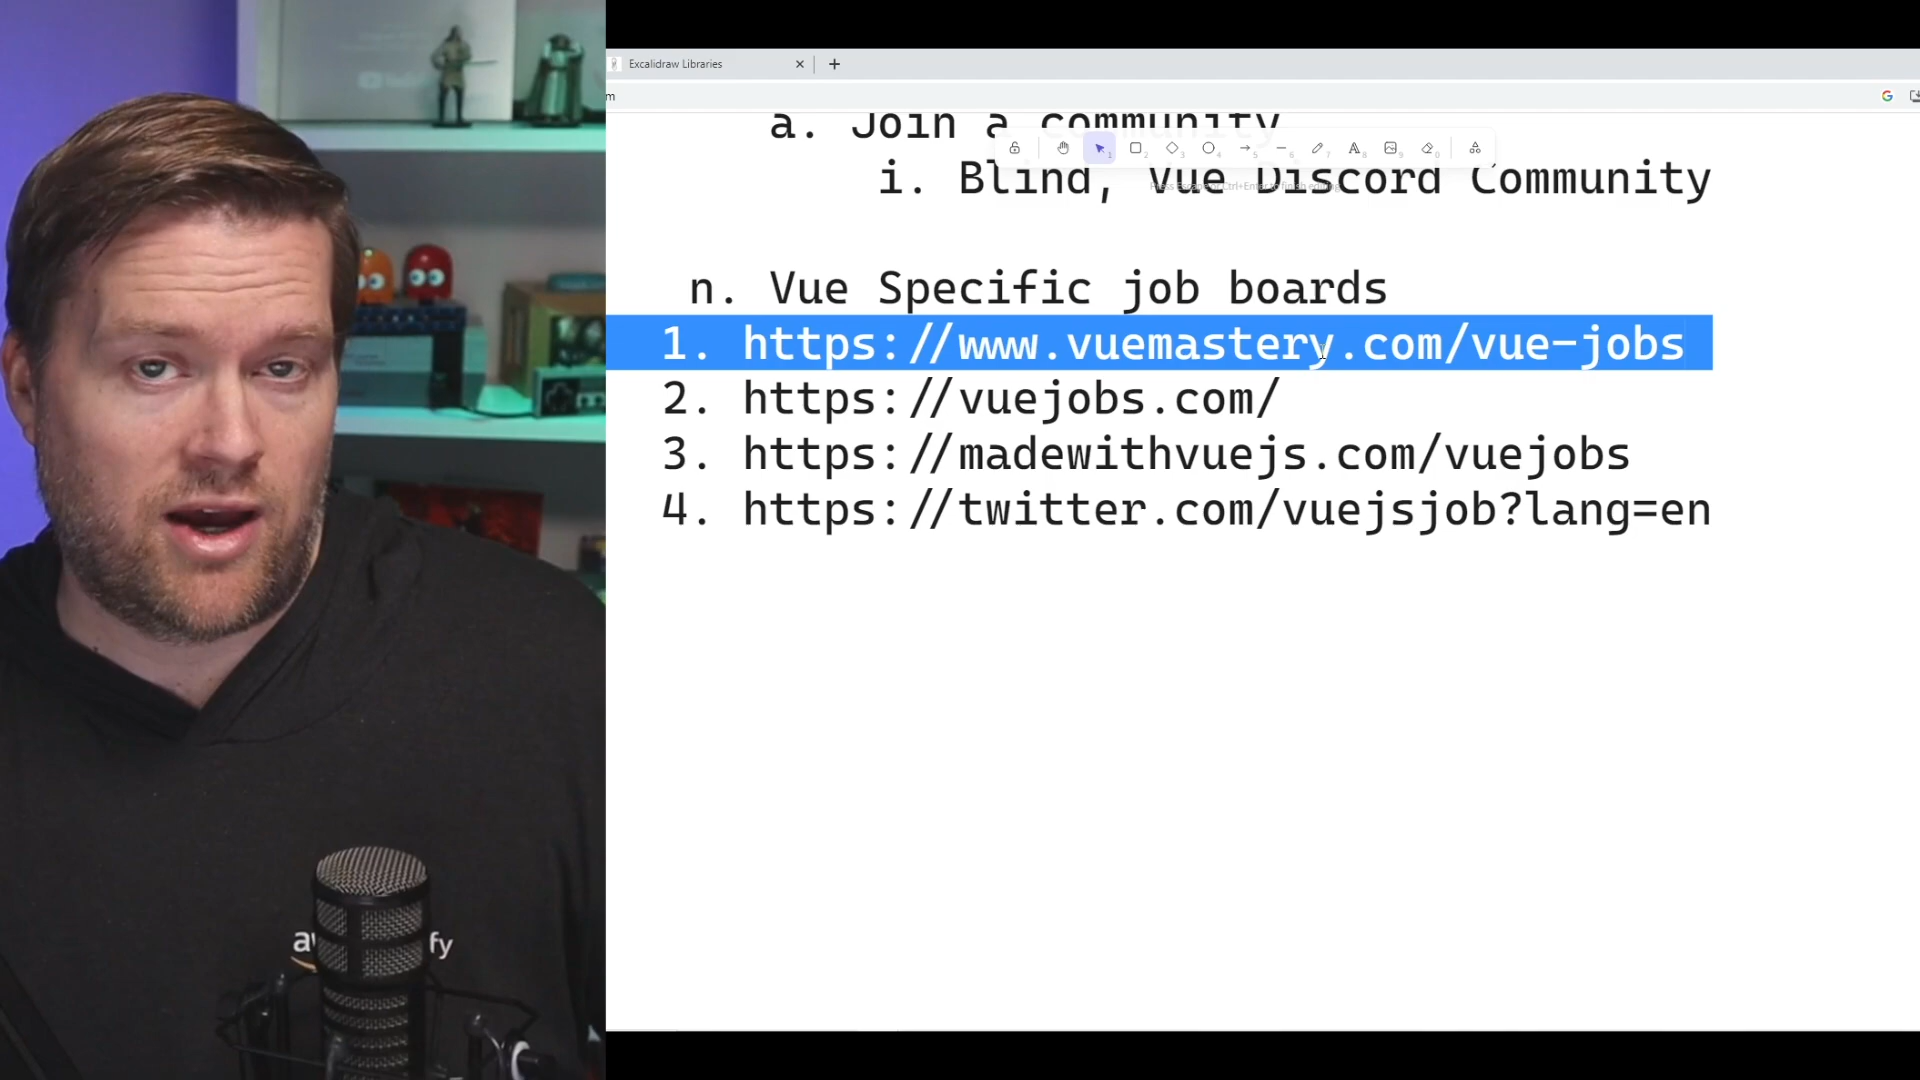 Excalidraw Libraries
m
a. Join a community
i. Blind, Vue Discord Community
n. Vue Specific job boards
1. https://www.vuemastery.com/vue-jobs
2. https://vuejobs.com/
3. https://madewithvuejs.com/vuejobs
4. https://twitter.com/vuejsjob?lang=en